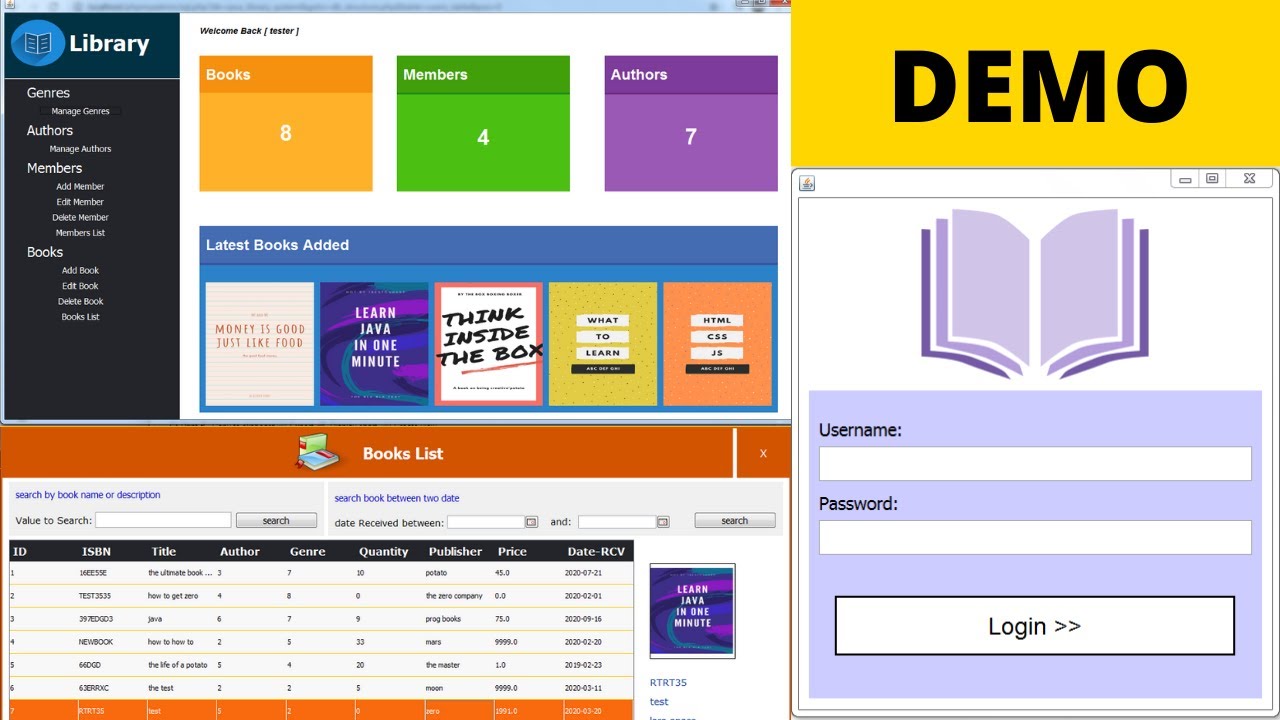 Library
Welcome Back [ tester ]
Genres
Manage Genres
Authors
Manage Authors
Members
Add Member
Edit Member
Delete Member
Members List
Books
Add Book
Edit Book
Delete Book
Books List
Books
8
Members
4
Authors
7
Latest Books Added
MONEY IS GOOD
JUST LIKE FOOD
LEARN
JAVA
IN ONE
MINUTE
THINK
INSIDE
THE BOX
A book on being creative'potato
WHAT
TO
LEARN
ABC DEF GHI
HTML
CSS
JS
ABC DEF GHI
DEMO
Username:
Password:
Login >>
Books List
X
search by book name or description
Value to Search:
search
search book between two date
date Received between:
and:
search
ID ISBN Title Author Genre Quantity Publisher Price Date-RCV
1 16EE55E the ultimate book ... 3 7 10 potato 45.0 2020-07-21
2 TEST3535 how to get zero 4 8 0 the zero company 0.0 2020-02-01
3 397EDGD3 java 6 7 9 prog books 75.0 2020-09-16
4 NEWBOOK how to how to 2 5 33 mars 9999.0 2020-02-20
5 66DGD the life of a potato 5 4 20 the master 1.0 2019-02-23
6 63ERRXC the test 2 2 5 moon 9999.0 2020-03-11
7 RTRT35 test 5 2 0 zero 1991.0 2020-03-20
LEARN
JAVA
IN ONE
MINUTE
RTRT35
test